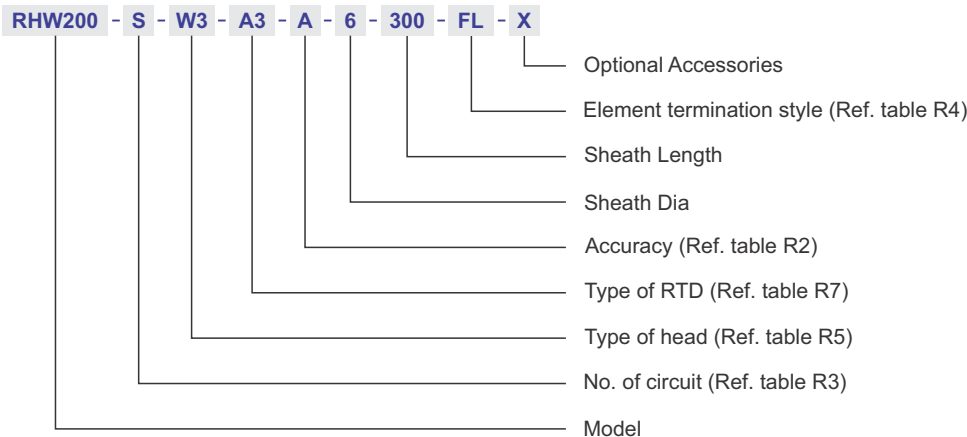 RHW200 - S - W3 - A3 - A - 6 - 300 - FL - X
Optional Accessories
Element termination style (Ref. table R4)
Sheath Length
Sheath Dia
Accuracy (Ref. table R2)
Type of RTD (Ref. table R7)
Type of head (Ref. table R5)
No. of circuit (Ref. table R3)
Model